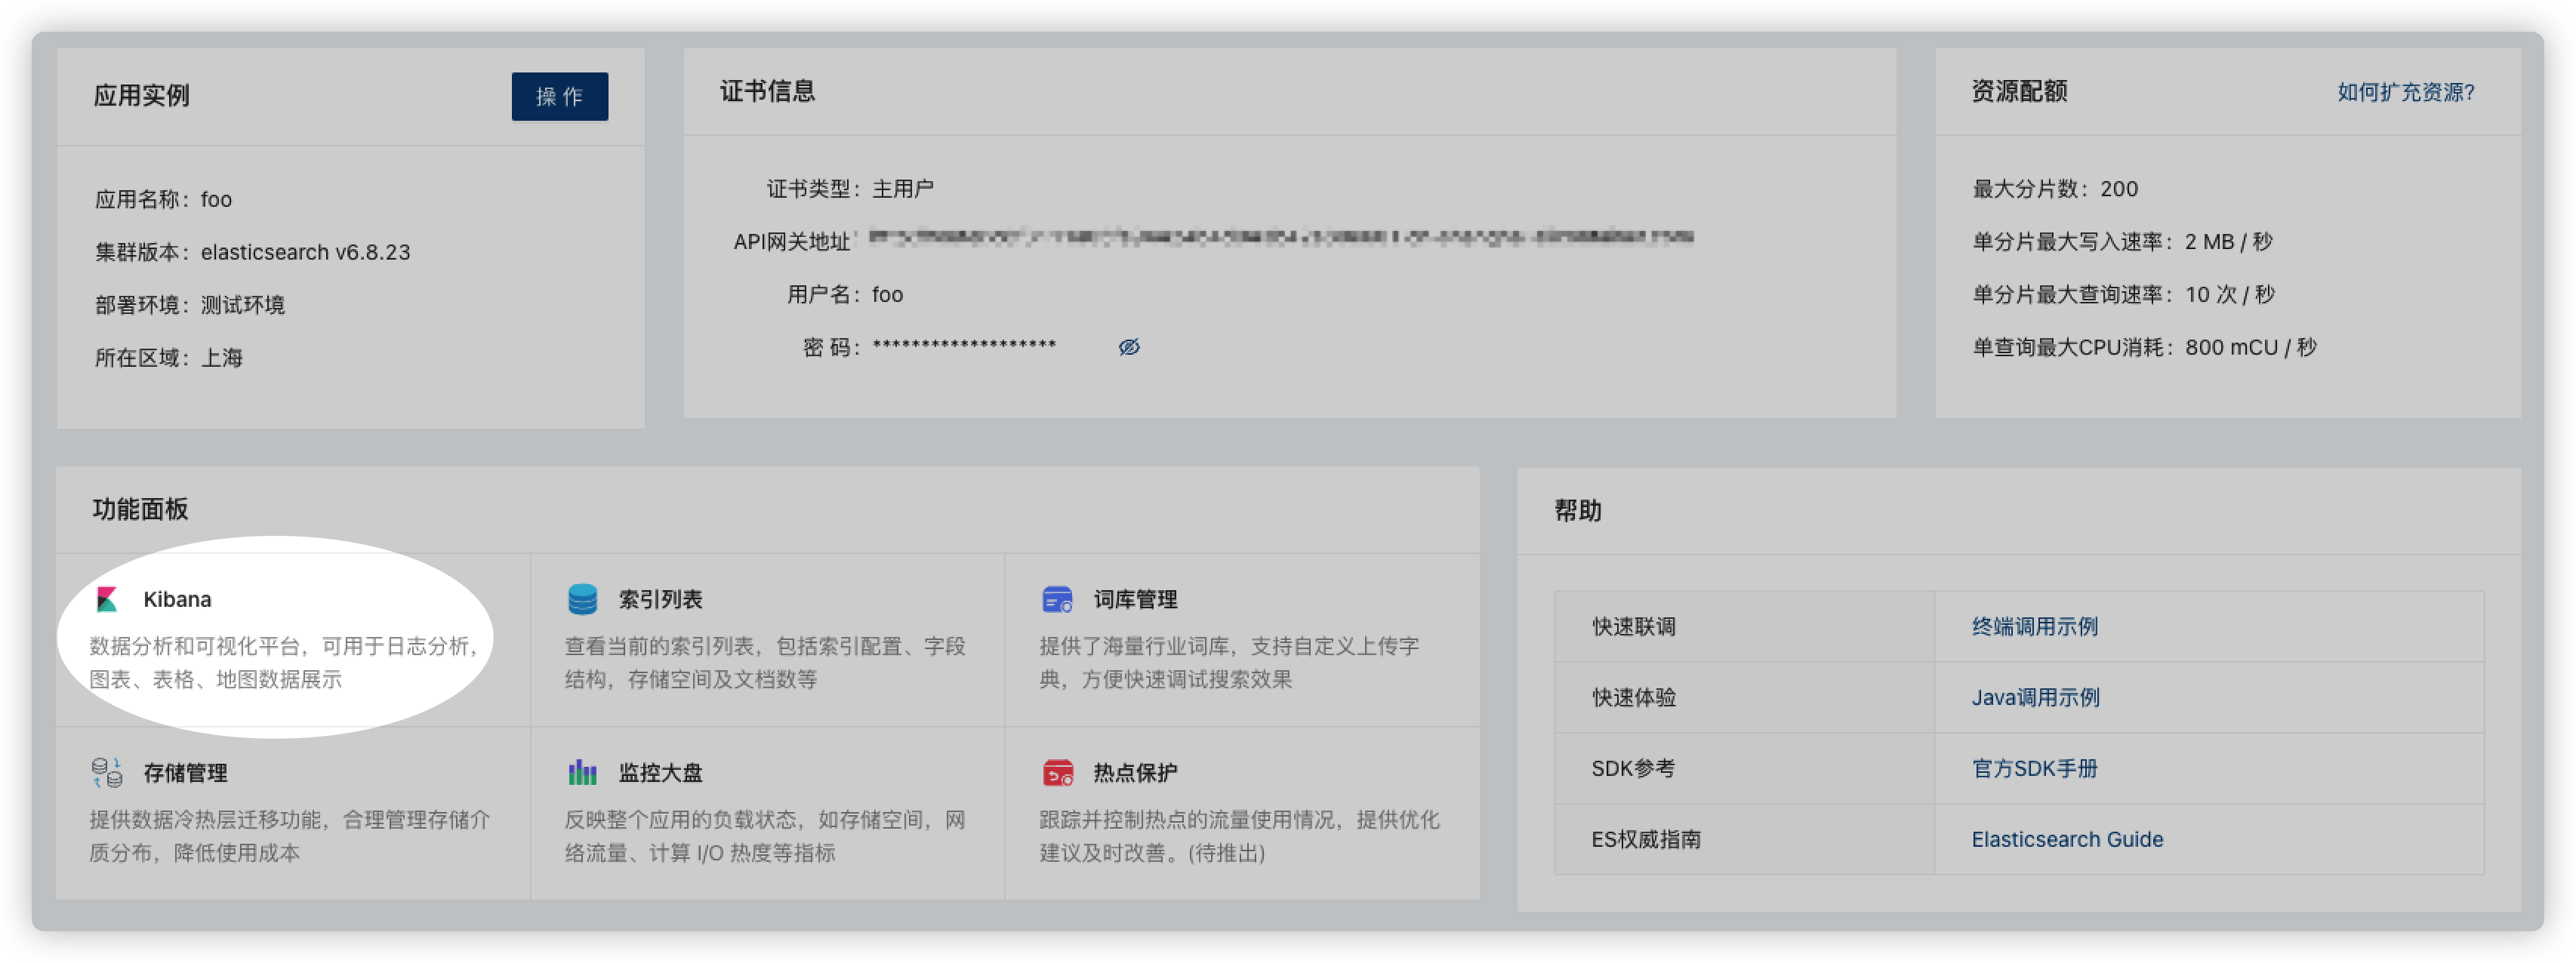 应用实例
操 作
应用名称：foo
集群版本：elasticsearch v6.8.23
部署环境：测试环境
所在区域：上海
证书信息
证书类型：主用户
API网关地址：
用户名：foo
密 码：*******************
资源配额
如何扩充资源?
最大分片数：200
单分片最大写入速率：2 MB / 秒
单分片最大查询速率：10 次 / 秒
单查询最大CPU消耗：800 mCU / 秒
功能面板
Kibana
数据分析和可视化平台，可用于日志分析，
图表、表格、地图数据展示
索引列表
查看当前的索引列表，包括索引配置、字段
结构，存储空间及文档数等
词库管理
提供了海量行业词库，支持自定义上传字
典，方便快速调试搜索效果
存储管理
提供数据冷热层迁移功能，合理管理存储介
质分布，降低使用成本
监控大盘
反映整个应用的负载状态，如存储空间，网
络流量、计算 I/O 热度等指标
热点保护
跟踪并控制热点的流量使用情况，提供优化
建议及时改善。(待推出)
帮助
快速联调 终端调用示例
快速体验 Java调用示例
SDK参考 官方SDK手册
ES权威指南 Elasticsearch Guide